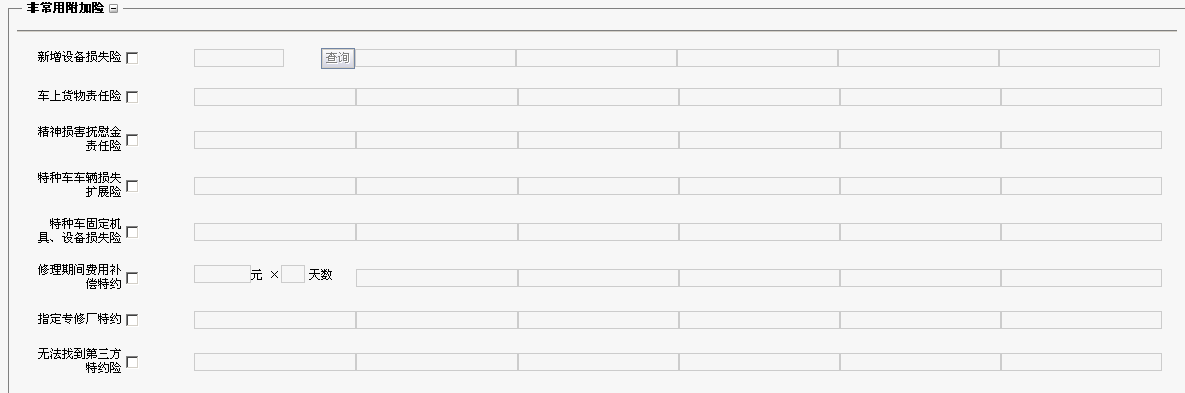 非常用附加险
新增设备损失险
查询
车上货物责任险
精神损害抚慰金
责任险
特种车车辆损失
扩展险
特种车固定机
具、设备损失险
修理期间费用补
偿特约
元 × 天数
指定专修厂特约
无法找到第三方
特约险